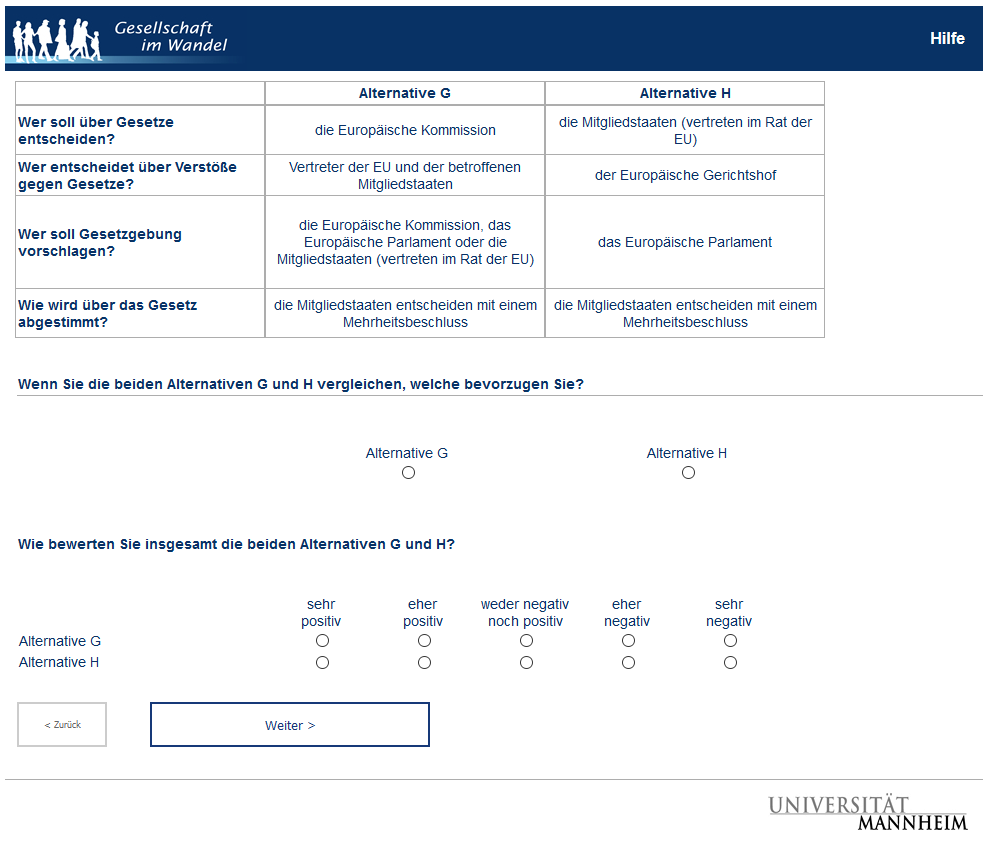 Gesellschaft
im Wandel
Hilfe
Alternative G
Alternative H
Wer soll über Gesetze
entscheiden?
die Europäische Kommission
die Mitgliedstaaten (vertreten im Rat der
EU)
Wer entscheidet über Verstöße
gegen Gesetze?
Vertreter der EU und der betroffenen
Mitgliedstaaten
der Europäische Gerichtshof
Wer soll Gesetzgebung
vorschlagen?
die Europäische Kommission, das
Europäische Parlament oder die
Mitgliedstaaten (vertreten im Rat der EU)
das Europäische Parlament
Wie wird über das Gesetz
abgestimmt?
die Mitgliedstaaten entscheiden mit einem
Mehrheitsbeschluss
die Mitgliedstaaten entscheiden mit einem
Mehrheitsbeschluss
Wenn Sie die beiden Alternativen G und H vergleichen, welche bevorzugen Sie?
Alternative G
Alternative H
Wie bewerten Sie insgesamt die beiden Alternativen G und H?
sehr
positiv
eher
positiv
weder negativ
noch positiv
eher
negativ
sehr
negativ
Alternative G
Alternative H
< Zurück
Weiter >
UNIVERSITÄT
MANNHEIM